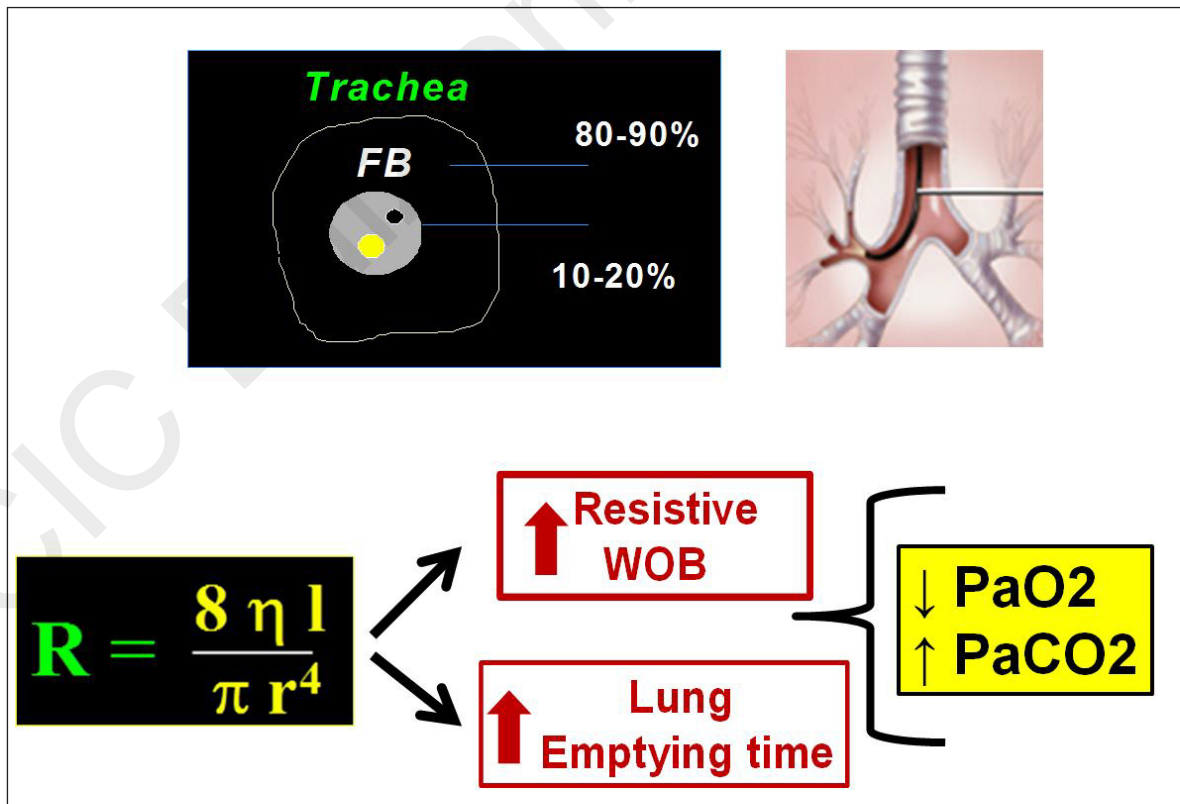 Trachea
FB
80-90%
10-20%
R = 8 η l / π r⁴
↑ Resistive
WOB
↑ Lung
Emptying time
↓ PaO2
↑ PaCO2